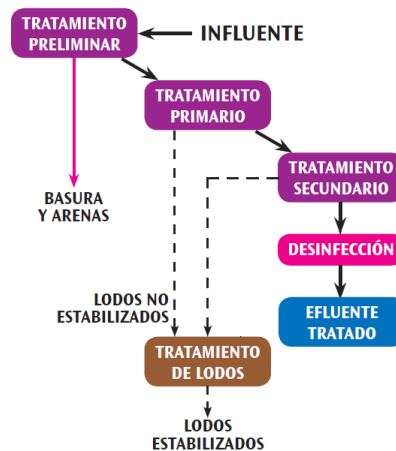 TRATAMIENTO
PRELIMINAR
INFLUENTE
TRATAMIENTO
PRIMARIO
TRATAMIENTO
SECUNDARIO
BASURA
Y ARENAS
DESINFECCIÓN
LODOS NO
ESTABILIZADOS
EFLUENTE
TRATADO
TRATAMIENTO
DE LODOS
LODOS
ESTABILIZADOS